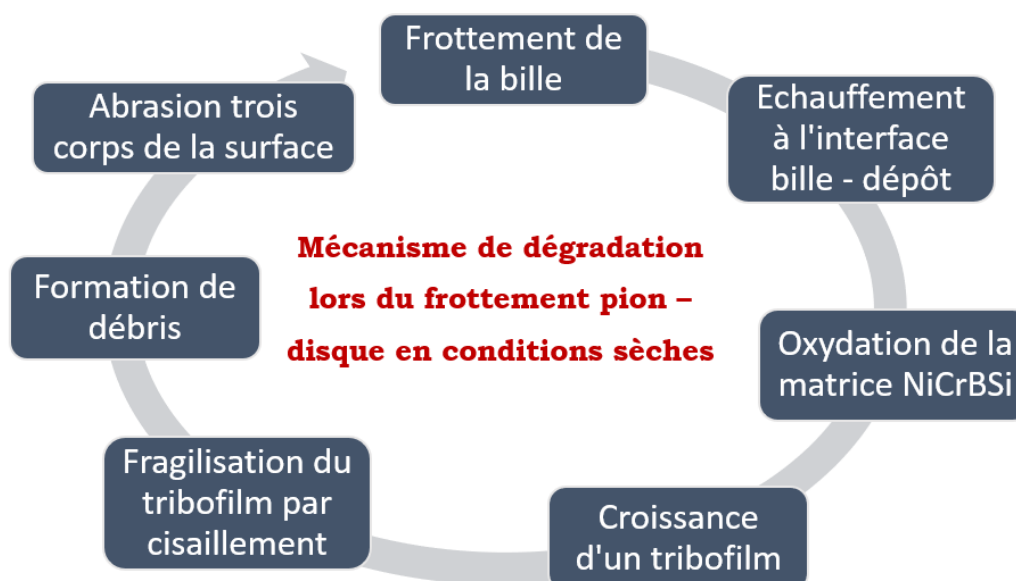 Frottement de
la bille
Echauffement
à l'interface
bille - dépôt
Oxydation de la
matrice NiCrBSi
Croissance
d'un tribofilm
Fragilisation du
tribofilm par
cisaillement
Formation de
débris
Abrasion trois
corps de la surface
Mécanisme de dégradation
lors du frottement pion –
disque en conditions sèches